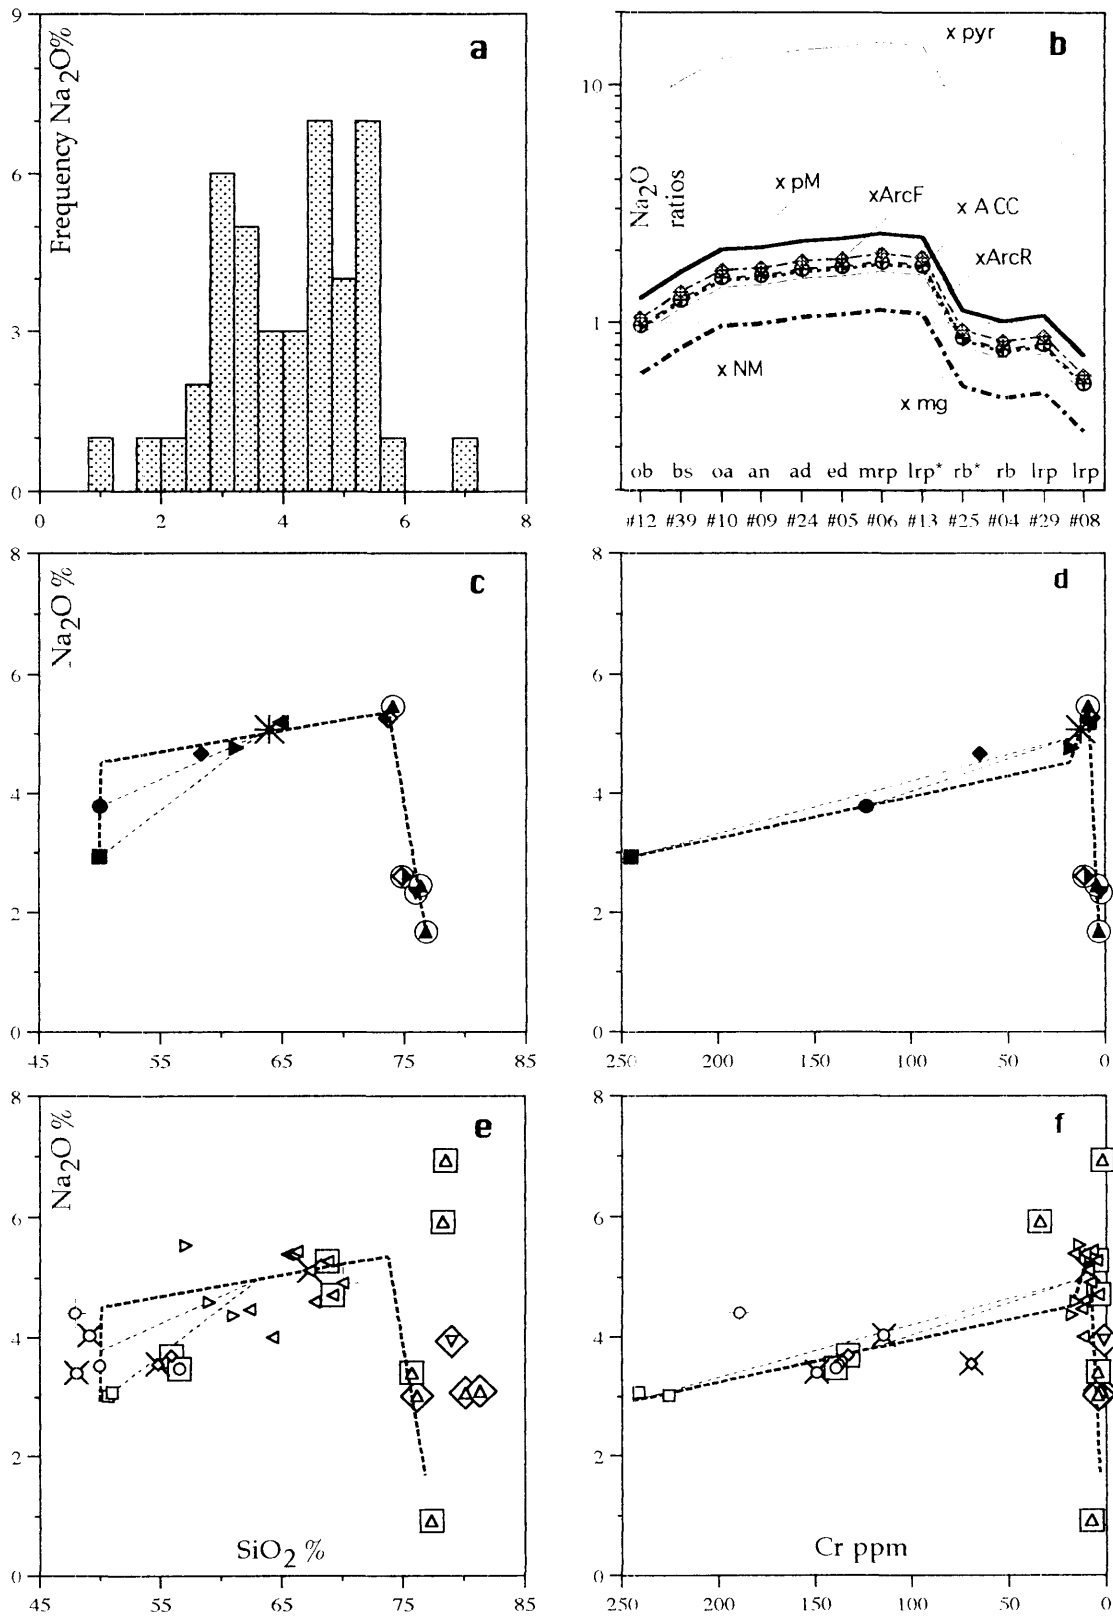 a
Frequency Na2O%
9
6
3
0
0 2 4 6 8
b
Na2O ratios
10
1
x pyr
x pM
xArcF
x ACC
xArcR
x NM
x mg
ob bs oa an ad ed mrp lrp* rb* rb lrp lrp
#12 #39 #10 #09 #24 #05 #06 #13 #25 #04 #29 #08
c
Na2O %
8
6
4
2
0
45 55 65 75 85
d
8
6
4
2
0
250 200 150 100 50 0
e
Na2O %
8
6
4
2
0
45 55 65 75 85
SiO2 %
f
8
6
4
2
0
250 200 150 100 50 0
Cr ppm